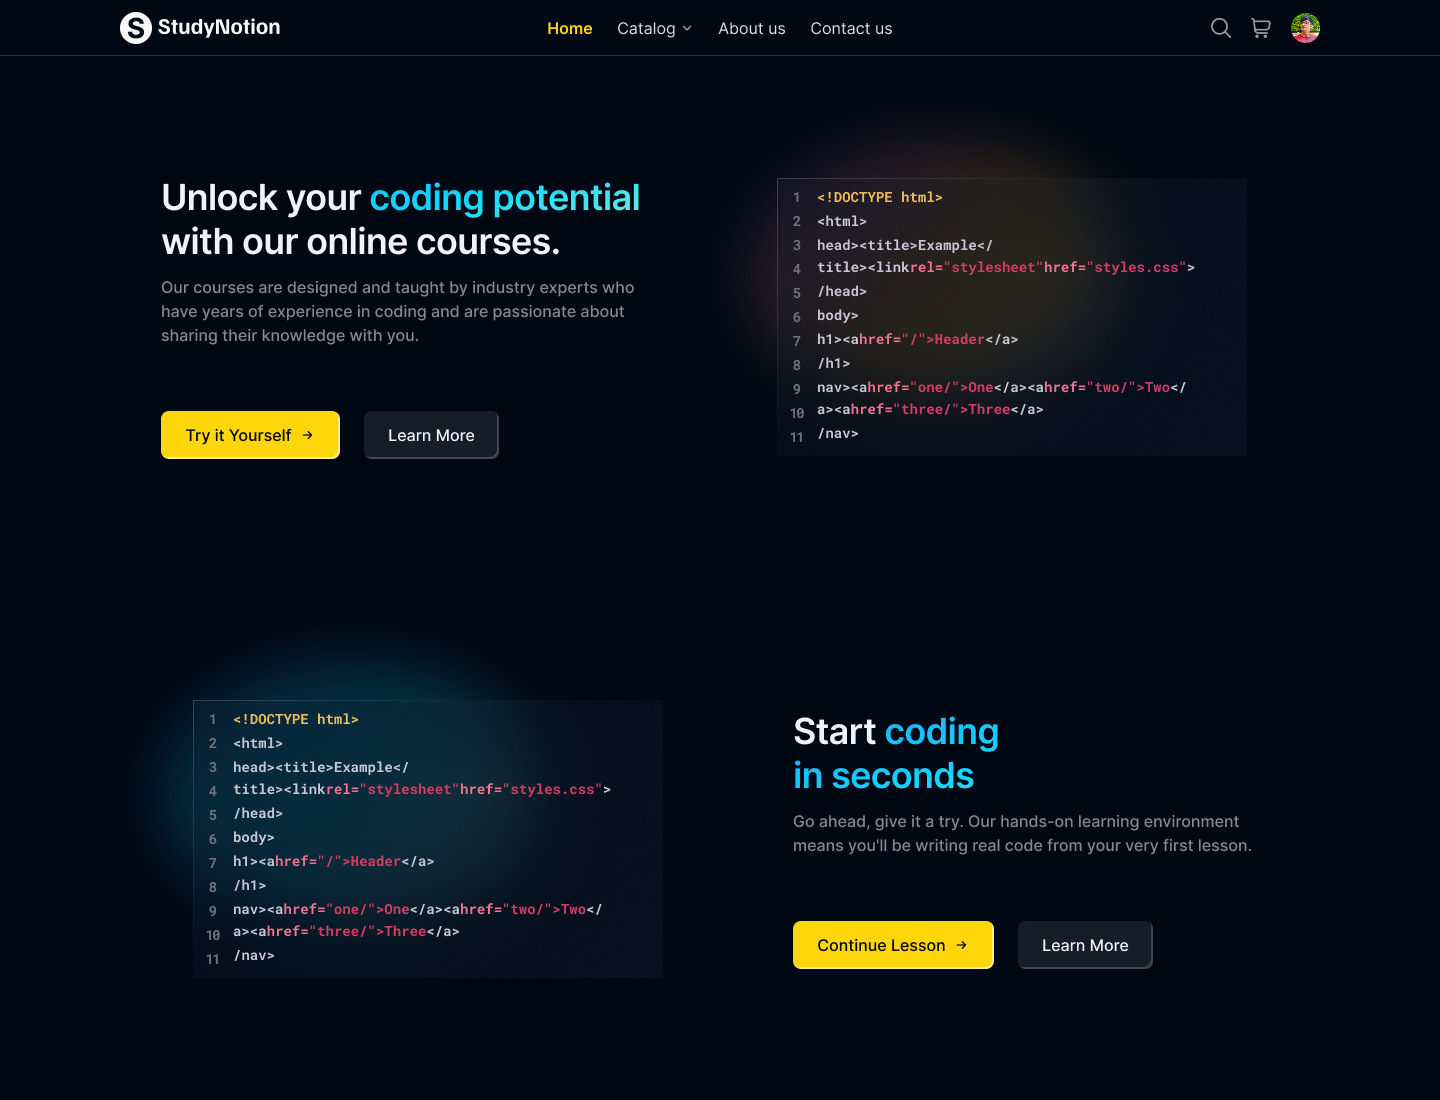 S StudyNotion
Home Catalog About us Contact us
Unlock your coding potential
with our online courses.
Our courses are designed and taught by industry experts who
have years of experience in coding and are passionate about
sharing their knowledge with you.
Try it Yourself → Learn More
1 <!DOCTYPE html>
2 <html>
3 head><title>Example</
4 title><linkrel="stylesheet"href="styles.css">
5 /head>
6 body>
7 h1><ahref="/">Header</a>
8 /h1>
9 nav><ahref="one/">One</a><ahref="two/">Two</
10 a><ahref="three/">Three</a>
11 /nav>
1 <!DOCTYPE html>
2 <html>
3 head><title>Example</
4 title><linkrel="stylesheet"href="styles.css">
5 /head>
6 body>
7 h1><ahref="/">Header</a>
8 /h1>
9 nav><ahref="one/">One</a><ahref="two/">Two</
10 a><ahref="three/">Three</a>
11 /nav>
Start coding
in seconds
Go ahead, give it a try. Our hands-on learning environment
means you'll be writing real code from your very first lesson.
Continue Lesson → Learn More